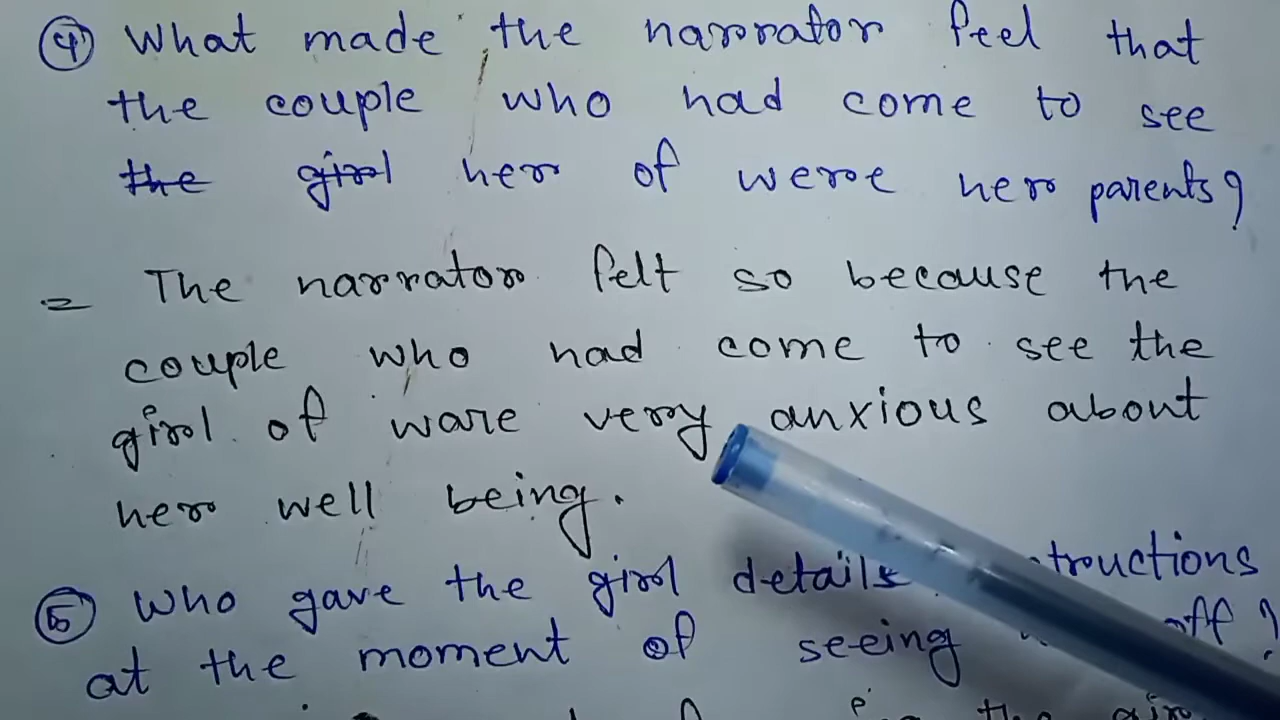 ④ What made the narrator feel that
the couple who had come to see
the girl her of were her parents?
= The narrator felt so because the
couple who had come to see the
girl of ware very anxious about
her well being.
⑤ Who gave the girl details
at the moment of seeing off?
the